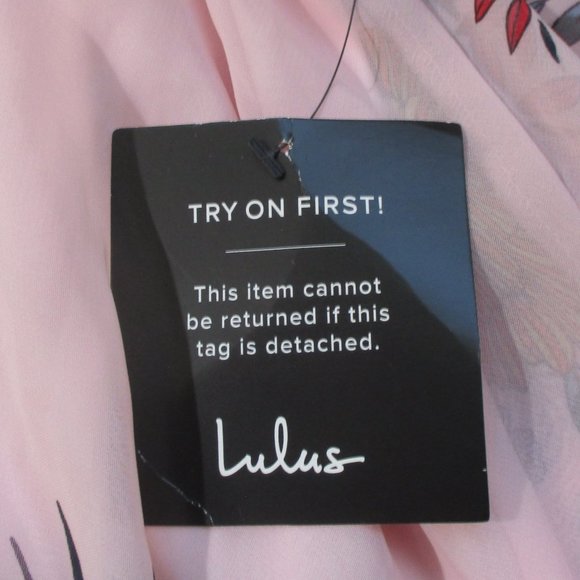 TRY ON FIRST!
This item cannot
be returned if this
tag is detached.
Lulus